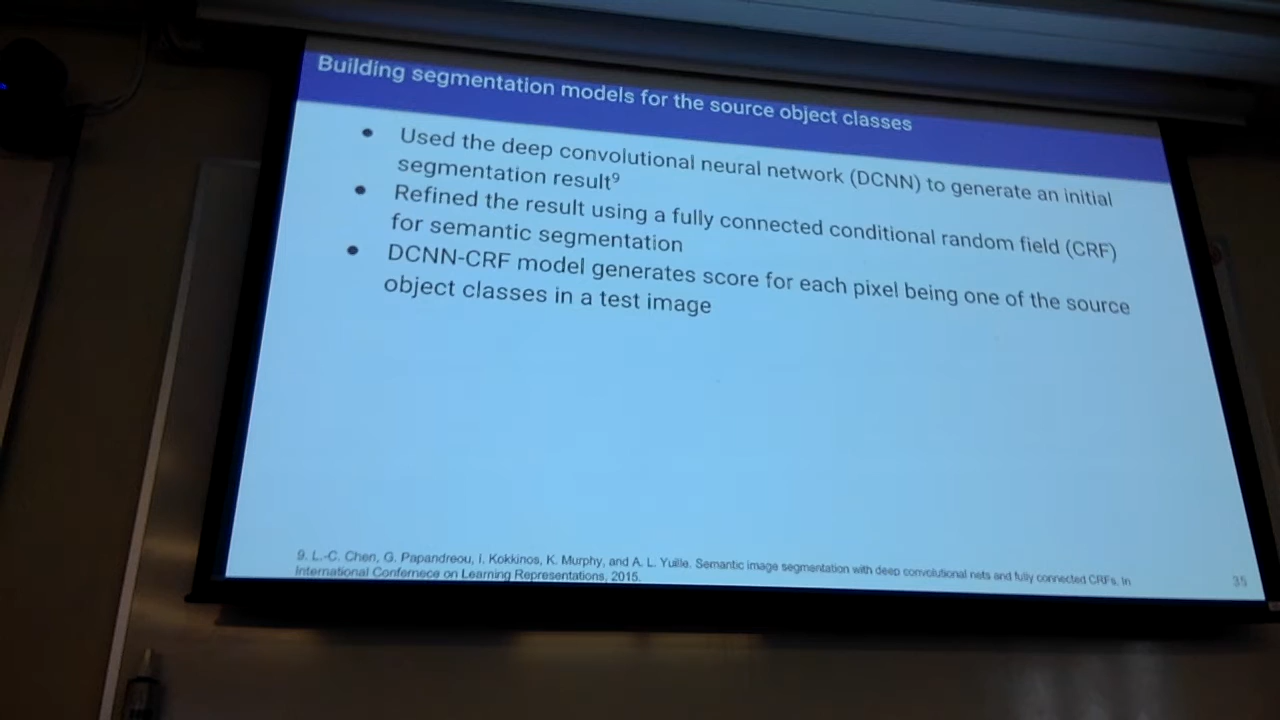 Building segmentation models for the source object classes
● Used the deep convolutional neural network (DCNN) to generate an initial
segmentation result⁹
● Refined the result using a fully connected conditional random field (CRF)
for semantic segmentation
● DCNN-CRF model generates score for each pixel being one of the source
object classes in a test image
9. L.-C. Chen, G. Papandreou, I. Kokkinos, K. Murphy, and A. L. Yuille. Semantic image segmentation with deep convolutional nets and fully connected CRFs. In
International Confernece on Learning Representations, 2015.
35